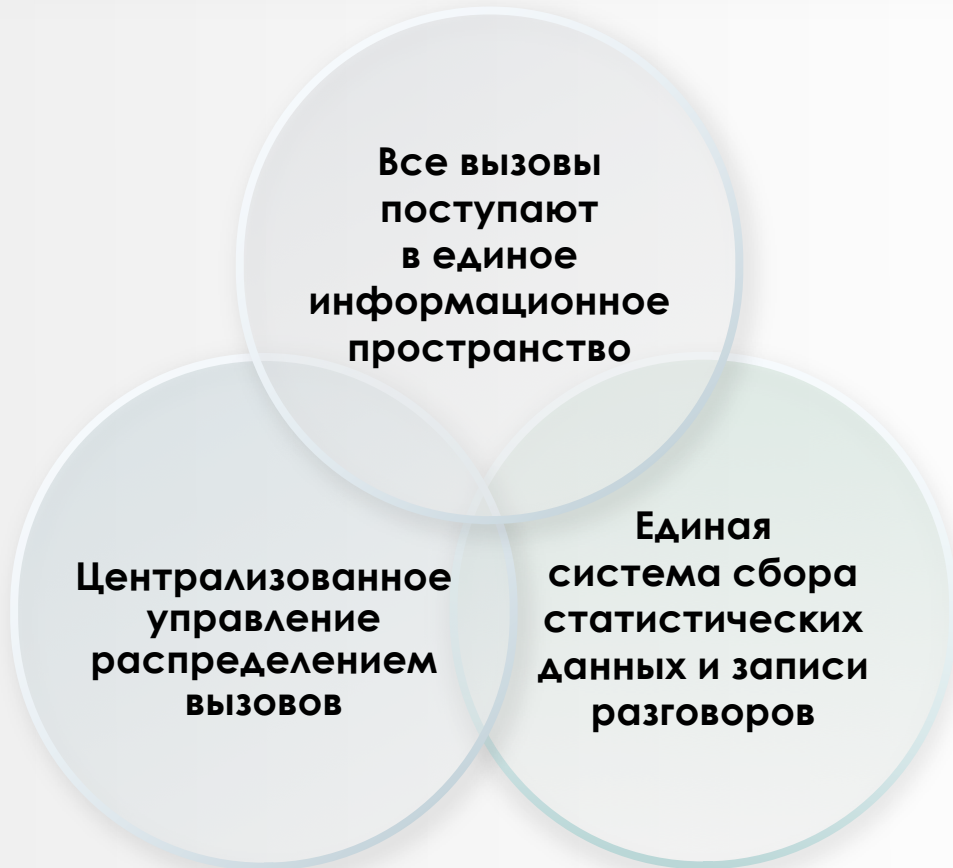 Все вызовы
поступают
в единое
информационное
пространство
Централизованное
управление
распределением
вызовов
Единая
система сбора
статистических
данных и записи
разговоров